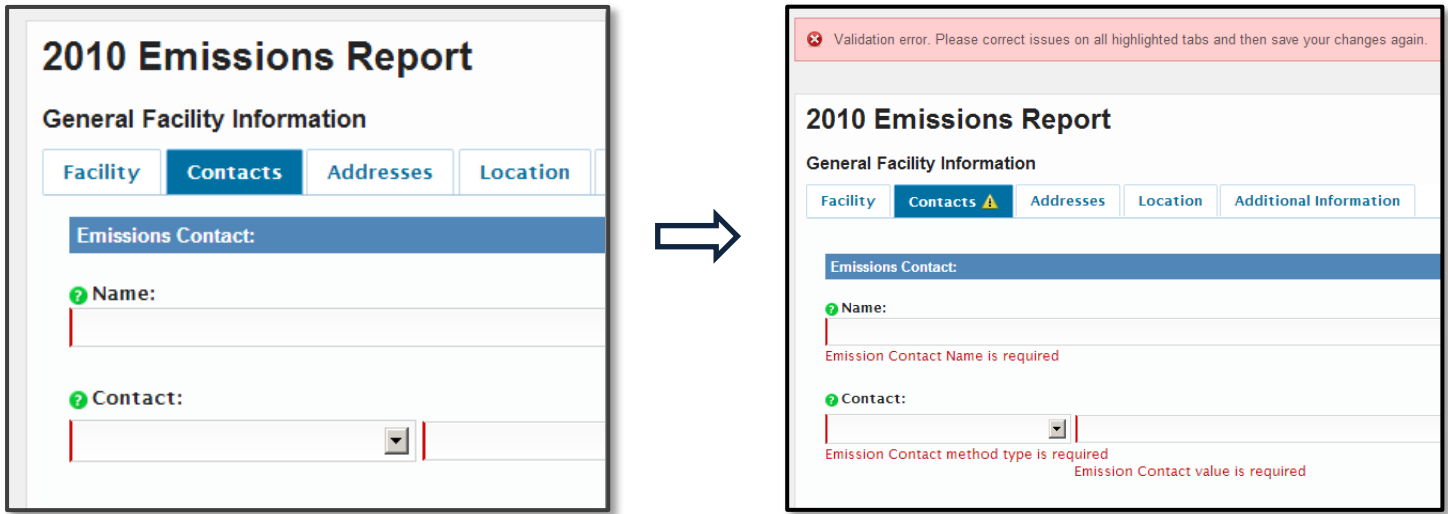 2010 Emissions Report
General Facility Information
Facility Contacts Addresses Location
Emissions Contact:
? Name:
? Contact:
Validation error. Please correct issues on all highlighted tabs and then save your changes again.
2010 Emissions Report
General Facility Information
Facility Contacts Addresses Location Additional Information
Emissions Contact:
? Name:
Emission Contact Name is required
? Contact:
Emission Contact method type is required
Emission Contact value is required